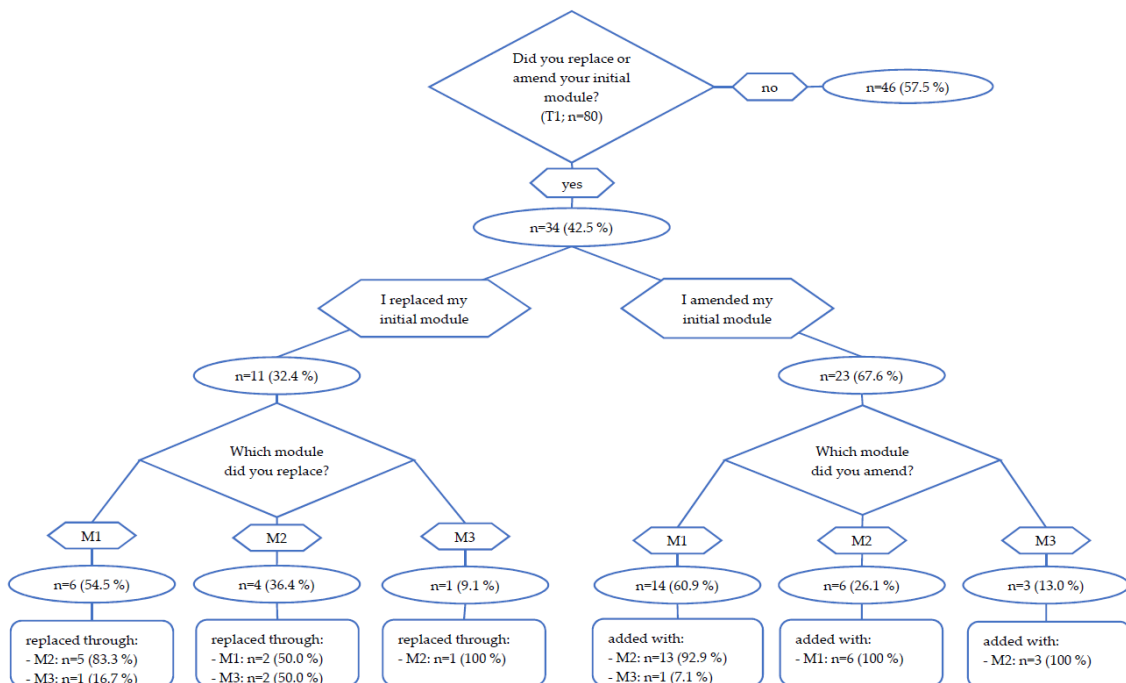 Did you replace or
amend your initial
module?
(T1; n=80)
no
n=46 (57.5 %)
yes
n=34 (42.5 %)
I replaced my
initial module
I amended my
initial module
n=11 (32.4 %)
n=23 (67.6 %)
Which module
did you replace?
Which module
did you amend?
M1
M2
M3
M1
M2
M3
n=6 (54.5 %)
n=4 (36.4 %)
n=1 (9.1 %)
n=14 (60.9 %)
n=6 (26.1 %)
n=3 (13.0 %)
replaced through:
- M2: n=5 (83.3 %)
- M3: n=1 (16.7 %)
replaced through:
- M1: n=2 (50.0 %)
- M3: n=2 (50.0 %)
replaced through:
- M2: n=1 (100 %)
added with:
- M2: n=13 (92.9 %)
- M3: n=1 (7.1 %)
added with:
- M1: n=6 (100 %)
added with:
- M2: n=3 (100 %)